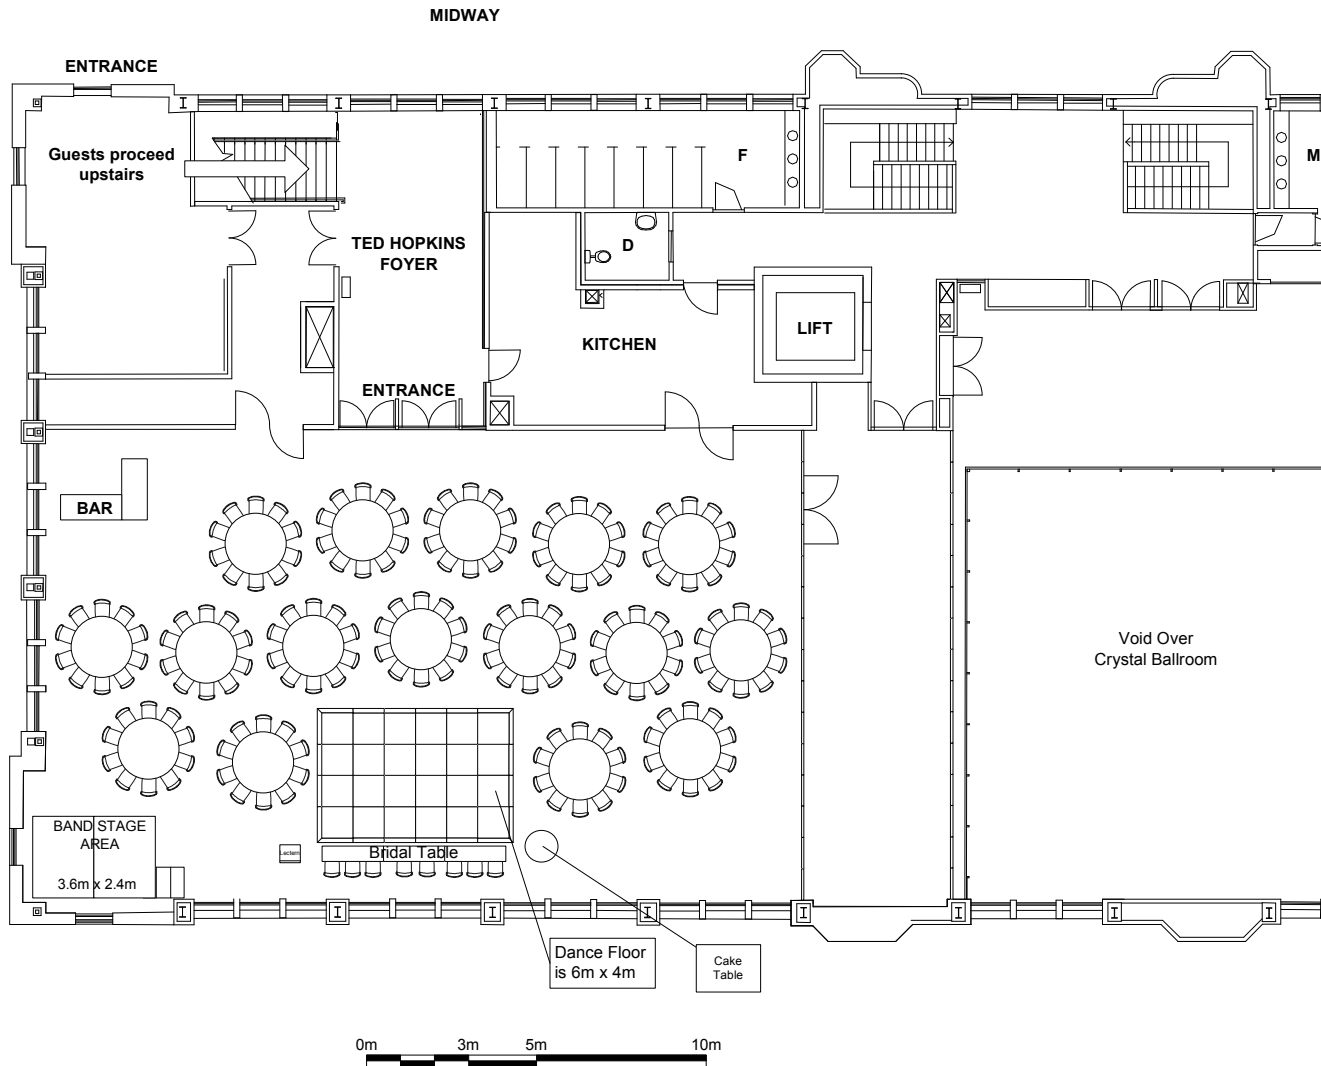 MIDWAY
ENTRANCE
Guests proceed
upstairs
F
M
D
TED HOPKINS
FOYER
LIFT
KITCHEN
ENTRANCE
BAR
Void Over
Crystal Ballroom
BAND STAGE
AREA
3.6m x 2.4m
Lectern
Bridal Table
Dance Floor
is 6m x 4m
Cake
Table
0m 3m 5m 10m